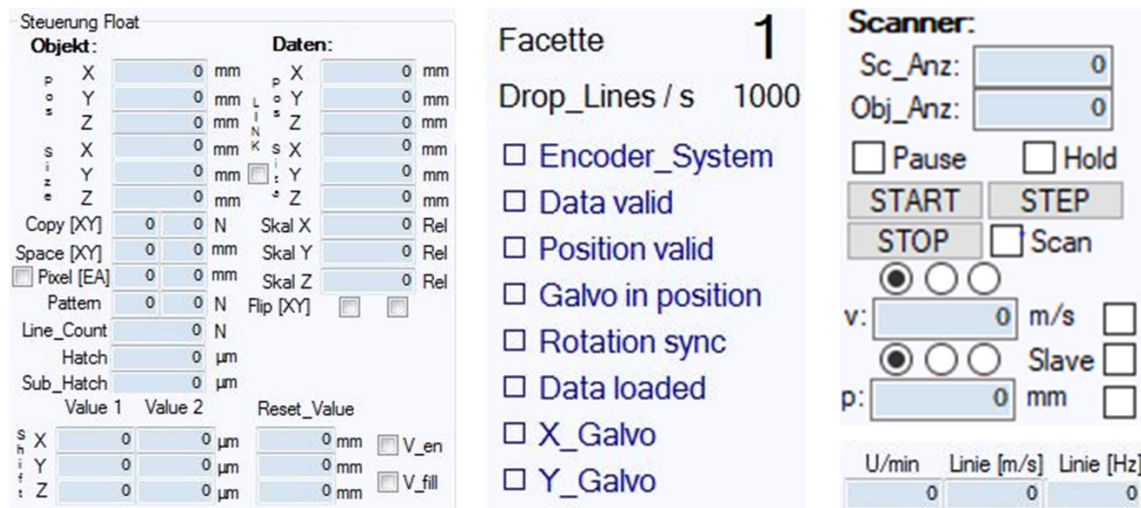 Steuerung Float
Objekt: Daten:
Pos X 0 mm Pos X 0 mm
Y 0 mm Y 0 mm
Z 0 mm Z 0 mm
LINK
Size X 0 mm Size X 0 mm
Y 0 mm Y 0 mm
Z 0 mm Z 0 mm
Copy [XY] 0 0 N Skal X 0 Rel
Space [XY] 0 0 mm Skal Y 0 Rel
Pixel [EA] 0 0 mm Skal Z 0 Rel
Pattern 0 0 N Flip [XY]
Line_Count 0 N
Hatch 0 µm
Sub_Hatch 0 µm
Value 1 Value 2 Reset_Value
Shift X 0 0 µm 0 mm V_en
Y 0 0 µm 0 mm
Z 0 0 µm 0 mm V_fill
Facette 1
Drop_Lines / s 1000
Encoder_System
Data valid
Position valid
Galvo in position
Rotation sync
Data loaded
X_Galvo
Y_Galvo
Scanner:
Sc_Anz: 0
Obj_Anz: 0
Pause Hold
START STEP
STOP Scan
v: 0 m/s
Slave
p: 0 mm
U/min Linie [m/s] Linie [Hz]
0 0 0